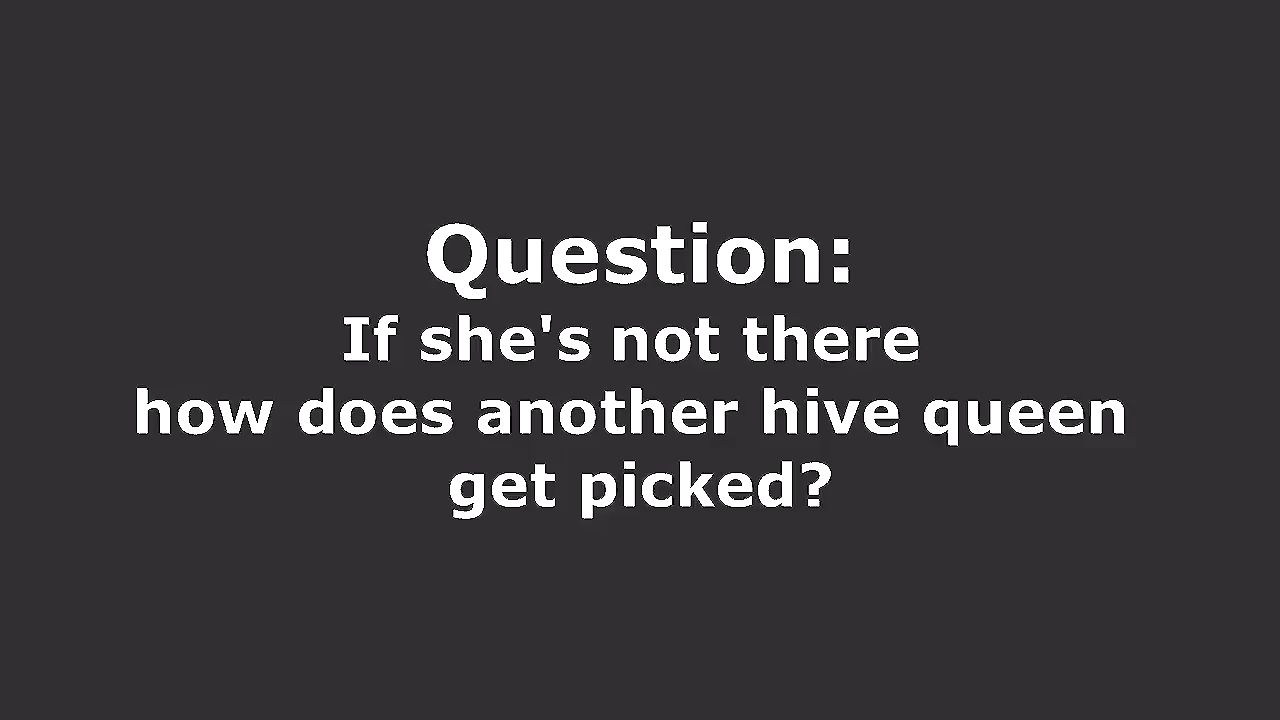 Question:
If she's not there
how does another hive queen
get picked?